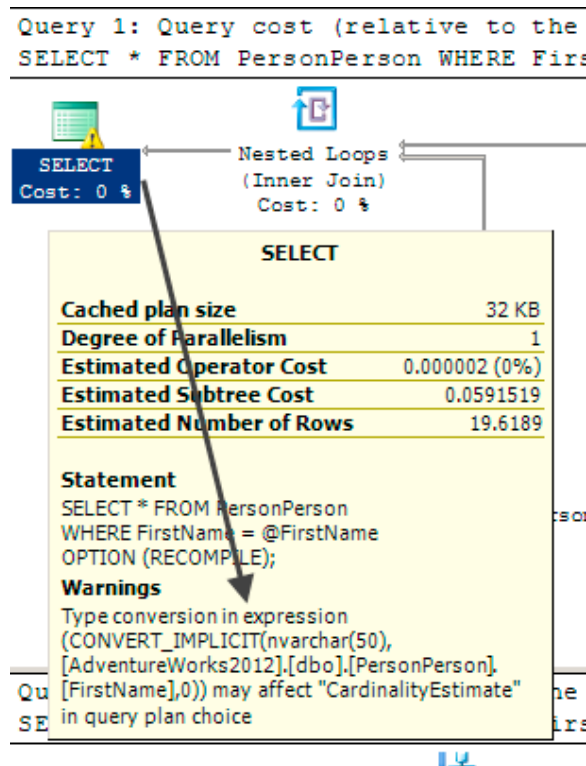 Query 1: Query cost (relative to the
SELECT * FROM PersonPerson WHERE
SELECT
Cost: 0 %
Nested Loops
(Inner Join)
Cost: 0 %
SELECT
Cached plan size 32 KB
Degree of Parallelism 1
Estimated Operator Cost 0.000002 (0%)
Estimated Subtree Cost 0.0591519
Estimated Number of Rows 19.6189
Statement
SELECT * FROM PersonPerson
WHERE FirstName = @FirstName
OPTION (RECOMPILE);
Warnings
Type conversion in expression
(CONVERT_IMPLICIT(nvarchar(50),
[AdventureWorks2012].[dbo].[PersonPerson].
[FirstName],0)) may affect "CardinalityEstimate"
in query plan choice